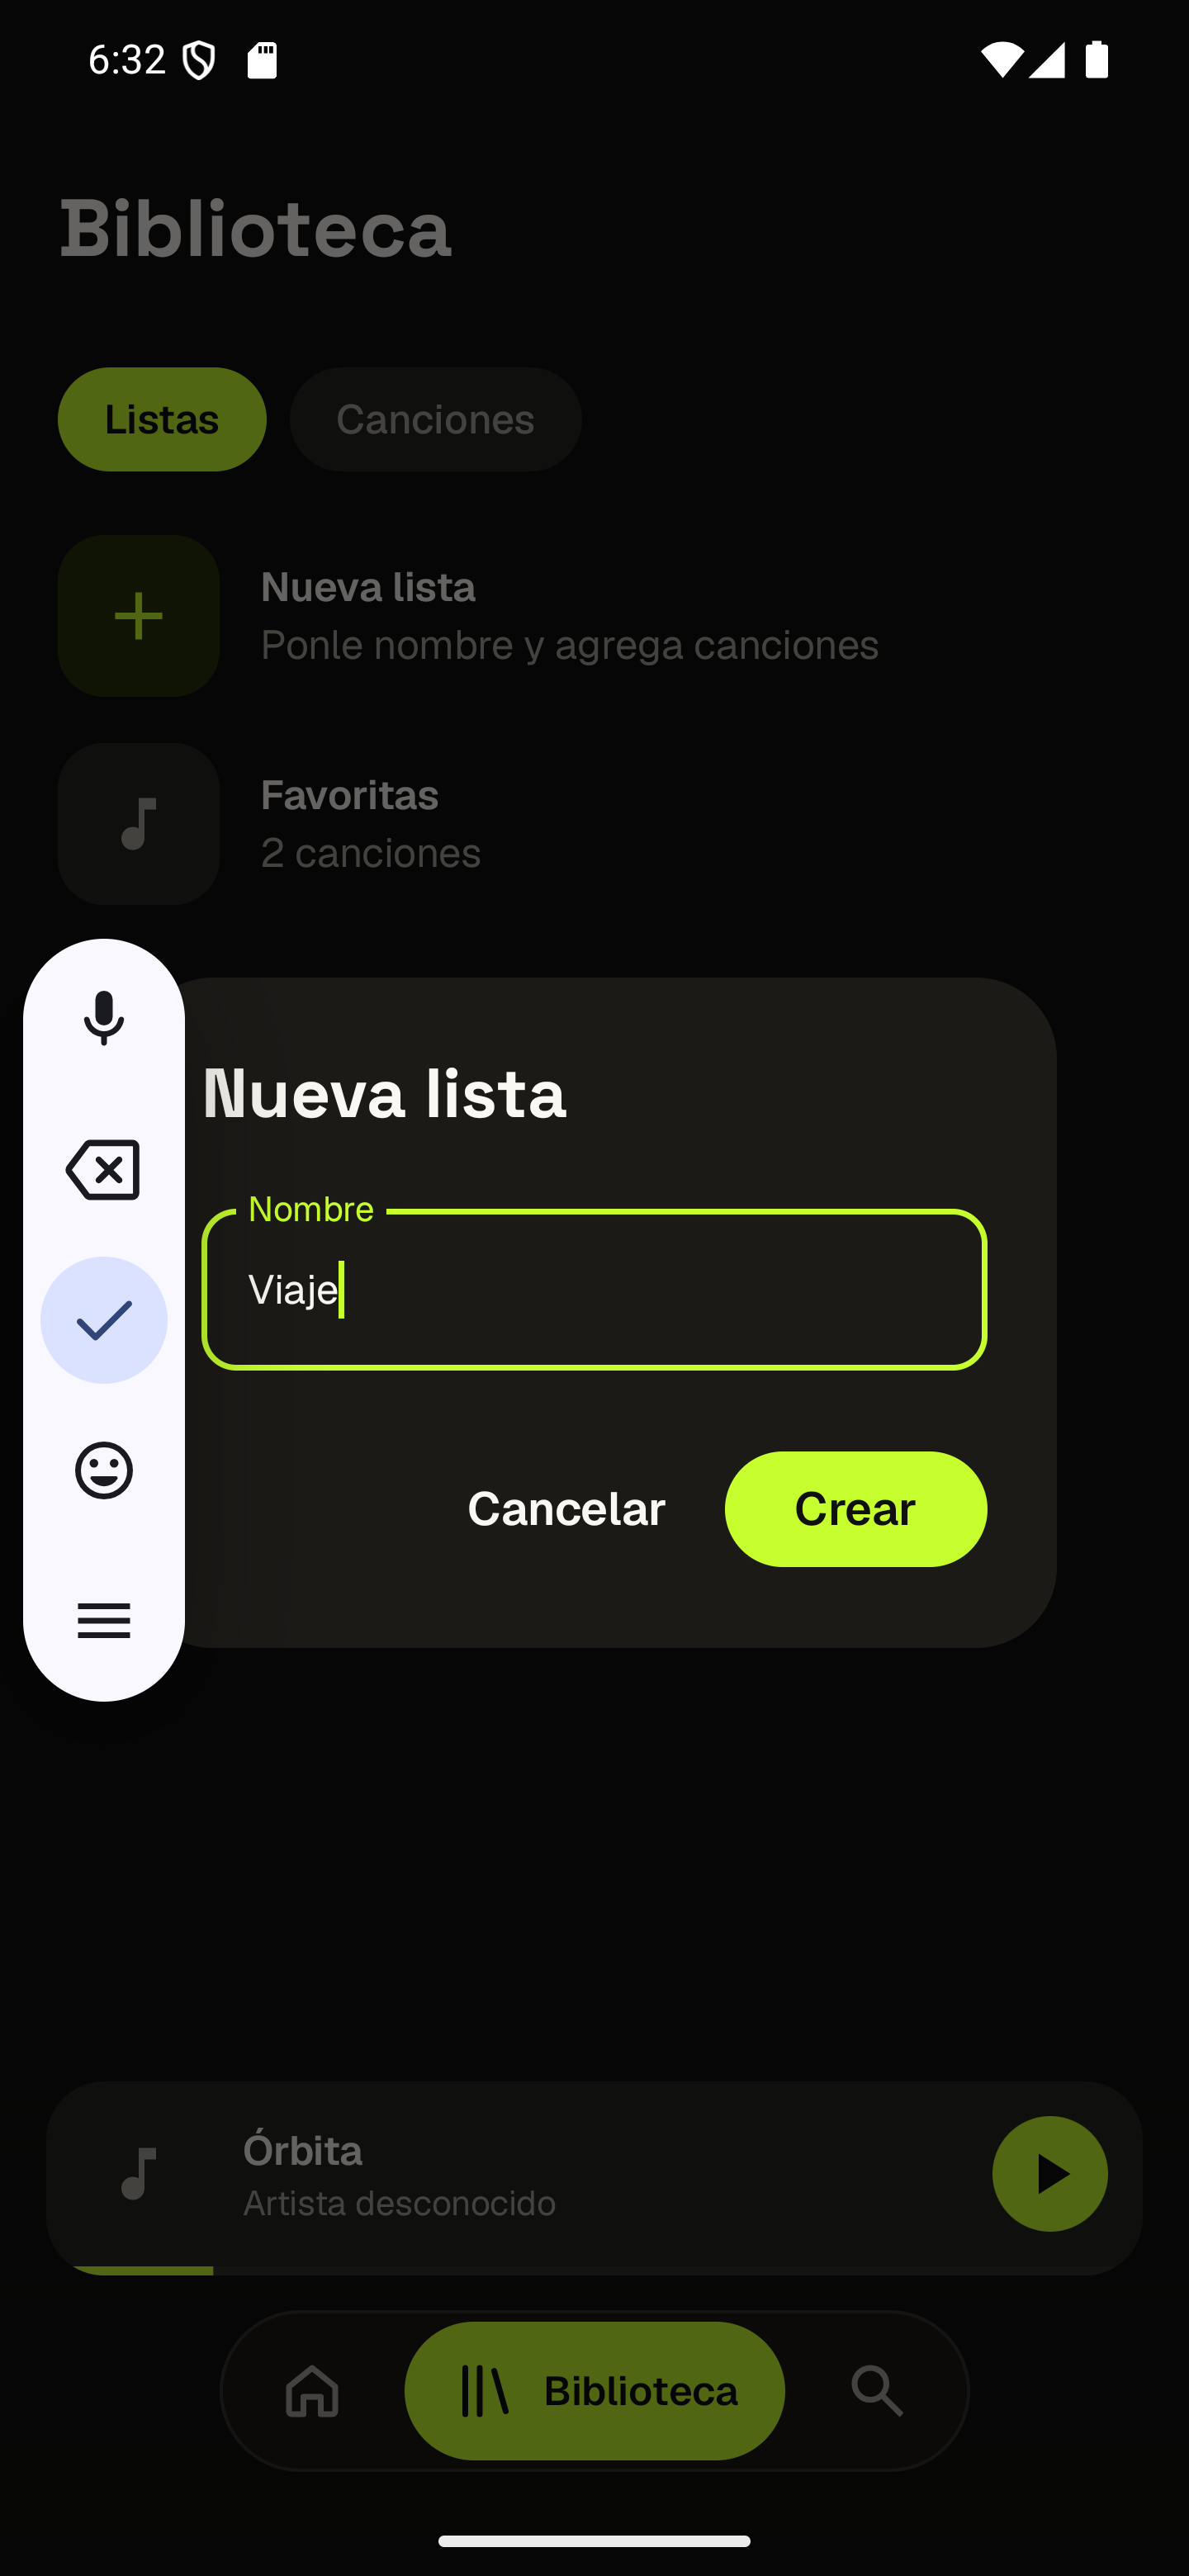 6:32
Biblioteca
Listas
Canciones
Nueva lista
Ponle nombre y agrega canciones
Favoritas
2 canciones
Nueva lista
Nombre
Viaje
Cancelar
Crear
Órbita
Artista desconocido
Biblioteca